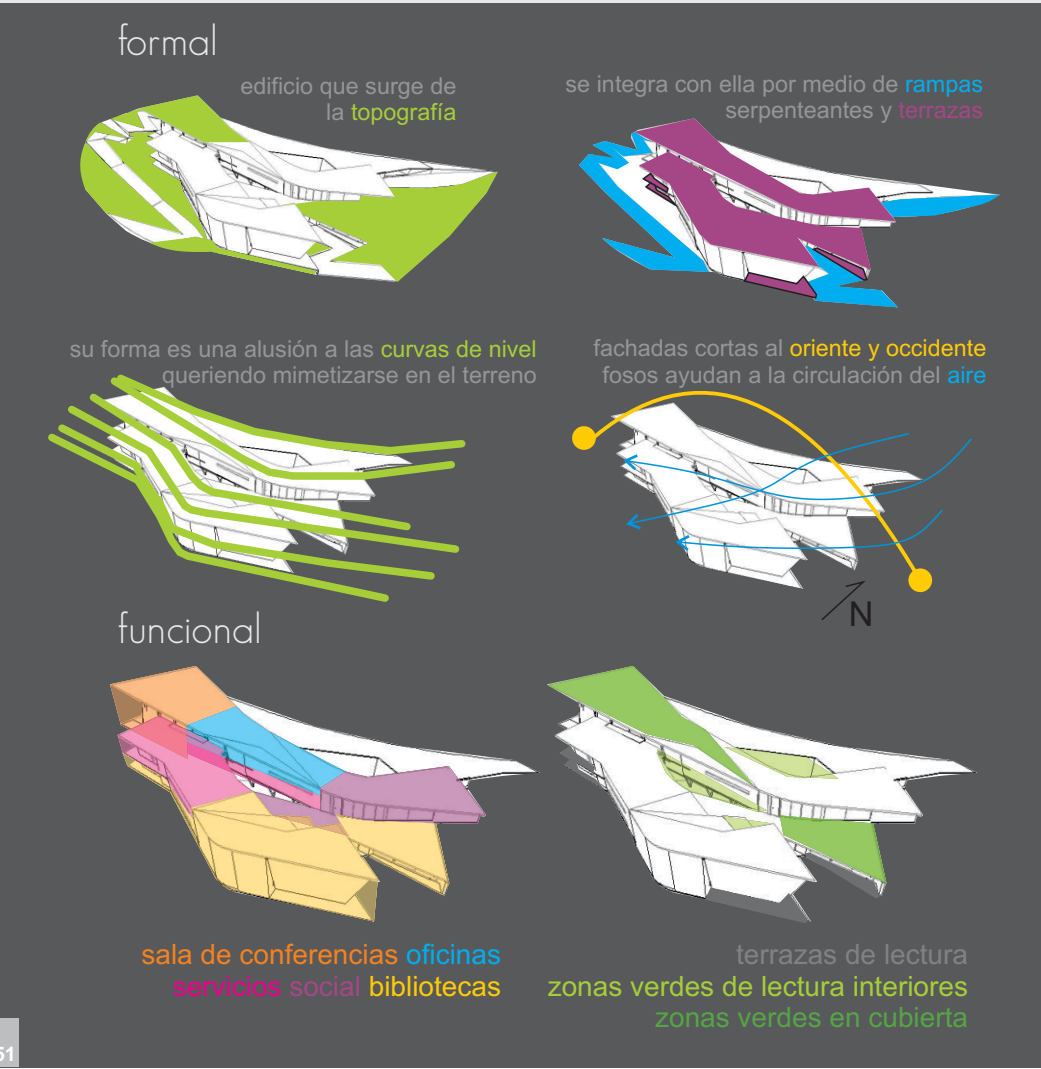 formal
edificio que surge de
la topografía
se integra con ella por medio de rampas
serpenteantes y terrazas
su forma es una alusión a las curvas de nivel
queriendo mimetizarse en el terreno
fachadas cortas al oriente y occidente
fosos ayudan a la circulación del aire
N
funcional
sala de conferencias oficinas
servicios social bibliotecas
terrazas de lectura
zonas verdes de lectura interiores
zonas verdes en cubierta
51